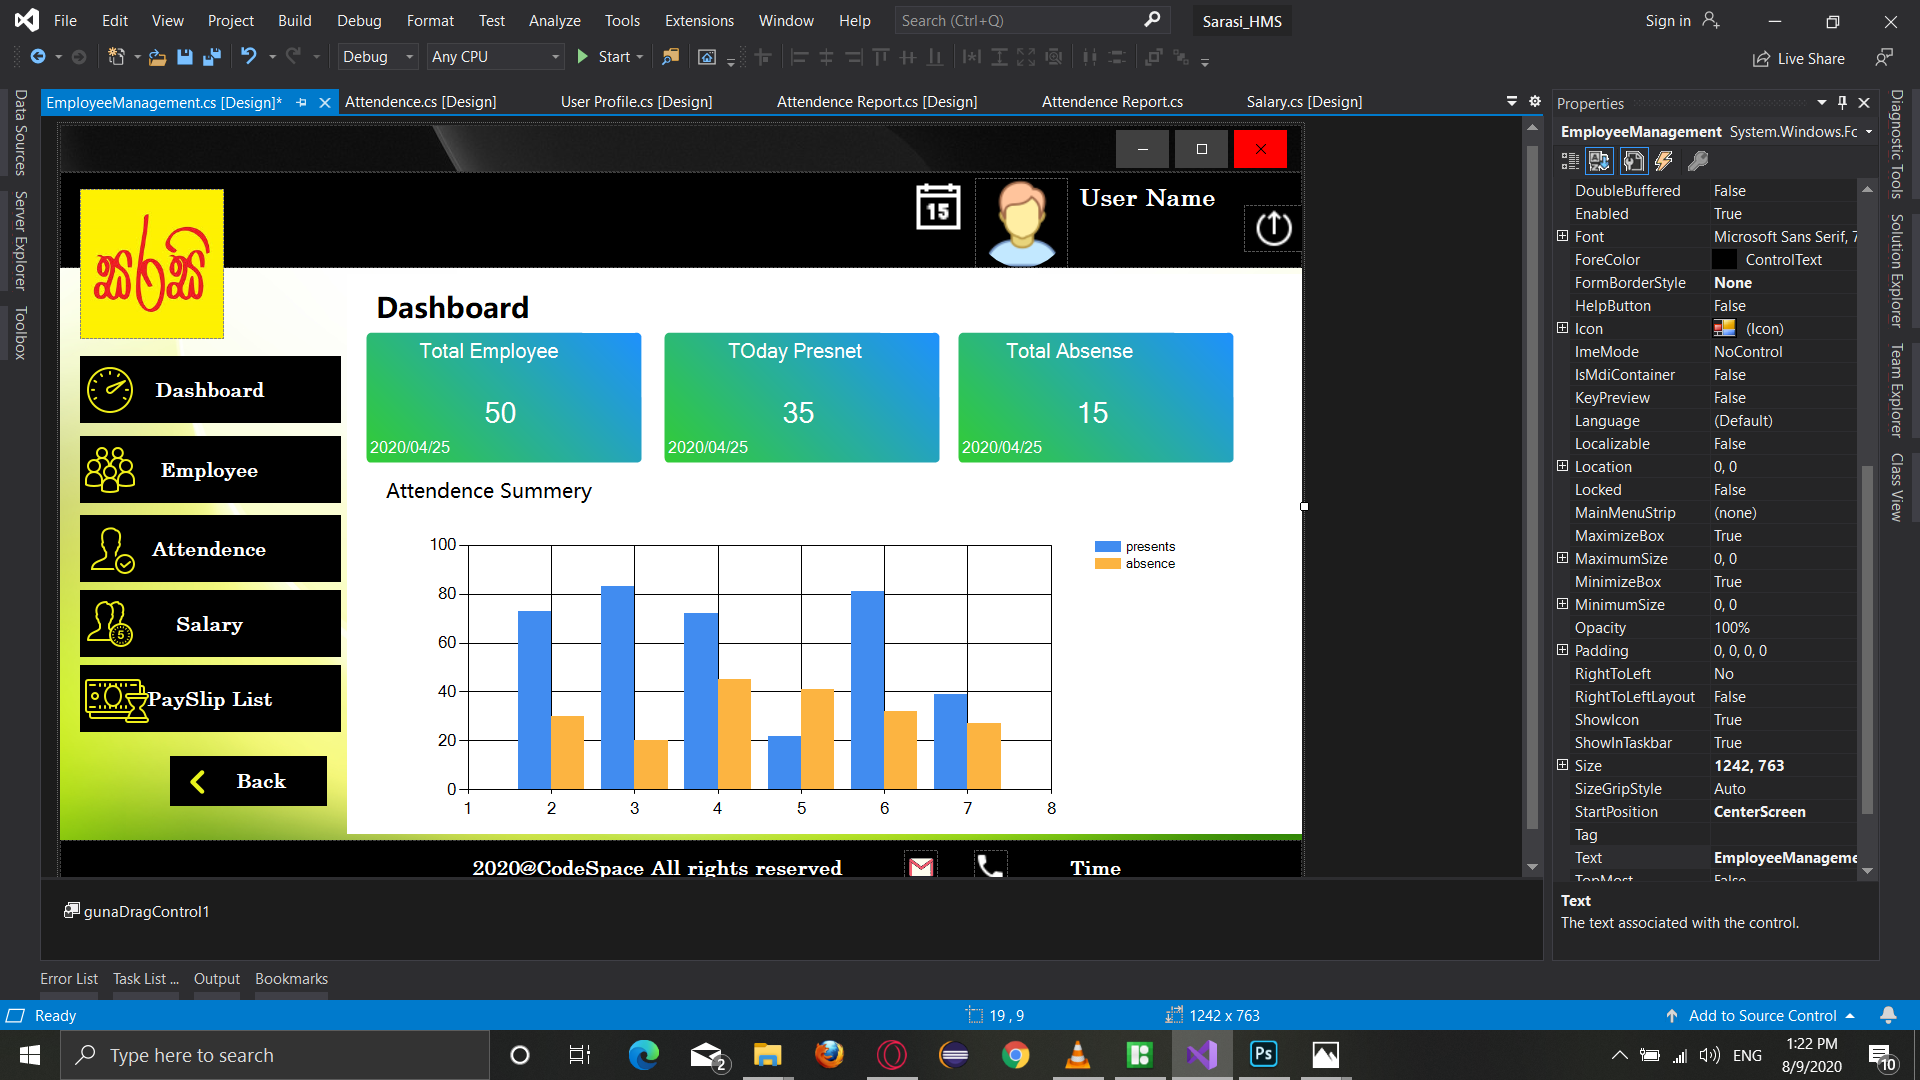 File Edit View Project Build Debug Format Test Analyze Tools Extensions Window Help Search (Ctrl+Q) Sarasi_HMS Sign in
Debug Any CPU Start Live Share
EmployeeManagement.cs [Design]* Attendence.cs [Design] User Profile.cs [Design] Attendence Report.cs [Design] Attendence Report.cs Salary.cs [Design]
Data Sources
Server Explorer
Toolbox
සරසි
15
User Name
Dashboard
Employee
Attendence
5
Salary
PaySlip List
Back
Dashboard
Total Employee
50
2020/04/25
TOday Presnet
35
2020/04/25
Total Absense
15
2020/04/25
Attendence Summery
100
80
60
40
20
0
1 2 3 4 5 6 7 8
presents
absence
2020@CodeSpace All rights reserved Time
gunaDragControl1
Properties
EmployeeManagement System.Windows.Fc
DoubleBuffered False
Enabled True
Font Microsoft Sans Serif, 7
ForeColor ControlText
FormBorderStyle None
HelpButton False
Icon (Icon)
ImeMode NoControl
IsMdiContainer False
KeyPreview False
Language (Default)
Localizable False
Location 0, 0
Locked False
MainMenuStrip (none)
MaximizeBox True
MaximumSize 0, 0
MinimizeBox True
MinimumSize 0, 0
Opacity 100%
Padding 0, 0, 0, 0
RightToLeft No
RightToLeftLayout False
ShowIcon True
ShowInTaskbar True
Size 1242, 763
SizeGripStyle Auto
StartPosition CenterScreen
Tag
Text EmployeeManageme
TopMost False
Text
The text associated with the control.
Diagnostic Tools
Solution Explorer
Team Explorer
Class View
Error List Task List ... Output Bookmarks
Ready 19 , 9 1242 x 763 Add to Source Control
Type here to search 2 Ps ENG 1:22 PM
8/9/2020 10